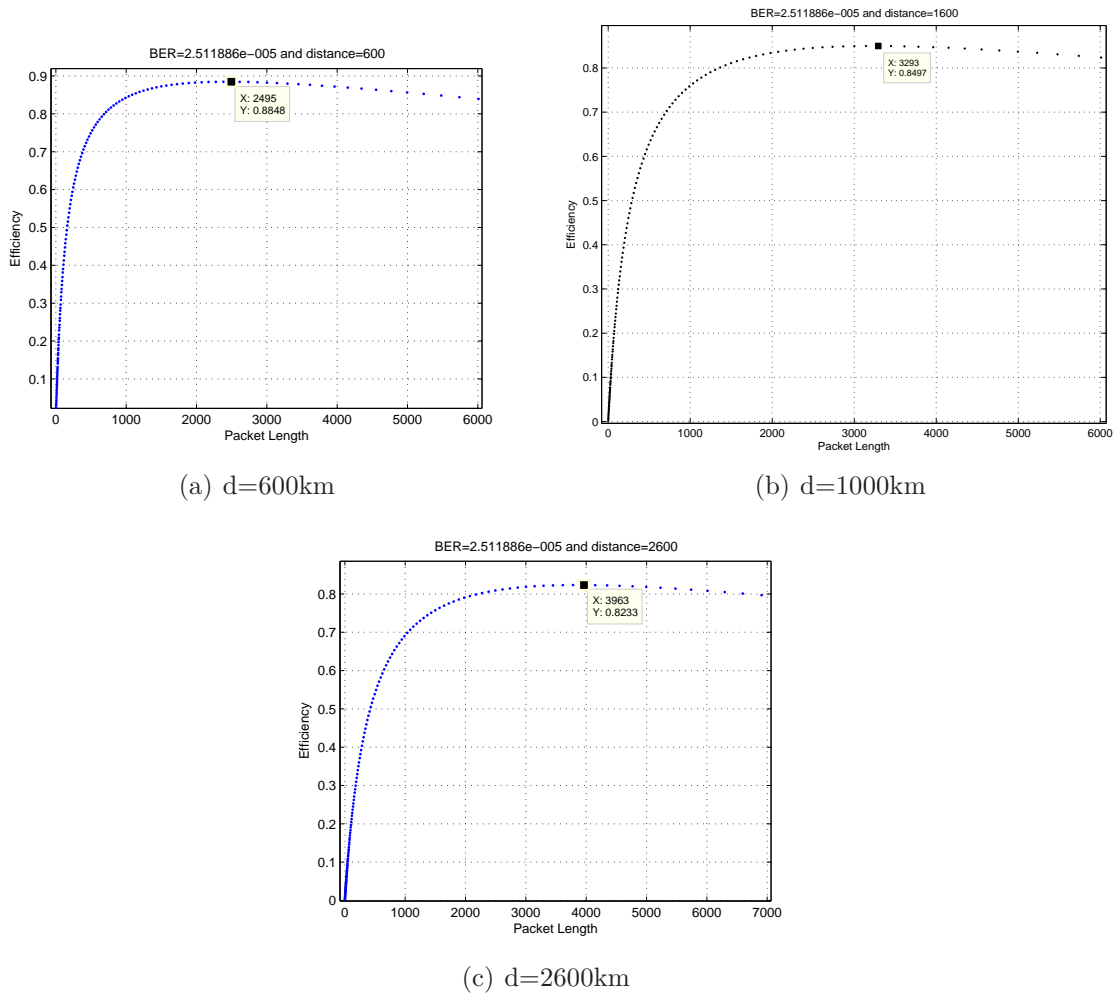 BER=2.511886e−005 and distance=600
0.9
0.8
0.7
0.6
0.5
0.4
0.3
0.2
0.1
Efficiency
X: 2495
Y: 0.8848
0 1000 2000 3000 4000 5000 6000
Packet Length
(a) d=600km
BER=2.511886e−005 and distance=1600
0.8
0.7
0.6
0.5
0.4
0.3
0.2
0.1
0
Efficiency
X: 3293
Y: 0.8497
0 1000 2000 3000 4000 5000 6000
Packet Length
(b) d=1000km
BER=2.511886e−005 and distance=2600
0.8
0.7
0.6
0.5
0.4
0.3
0.2
0.1
0
Efficiency
X: 3963
Y: 0.8233
0 1000 2000 3000 4000 5000 6000 7000
Packet Length
(c) d=2600km